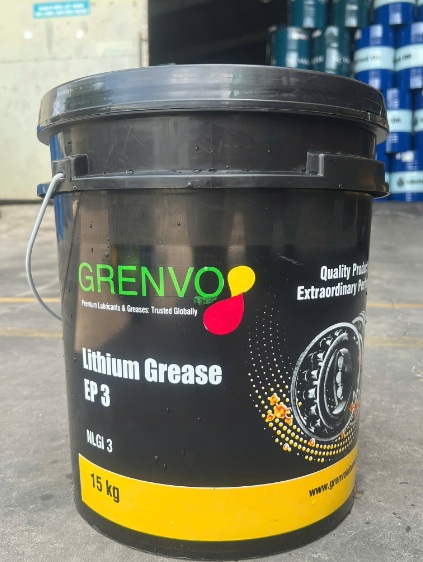 GRENVO
Premium Lubricants & Greases: Trusted Globally
Quality Product
Extraordinary Per
Lithium Grease
EP 3
NLGI 3
15 kg
www.grenvol